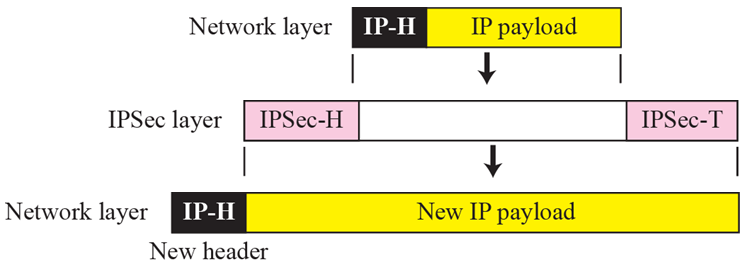 Network layer IP-H IP payload
IPSec layer IPSec-H IPSec-T
Network layer IP-H New IP payload
New header